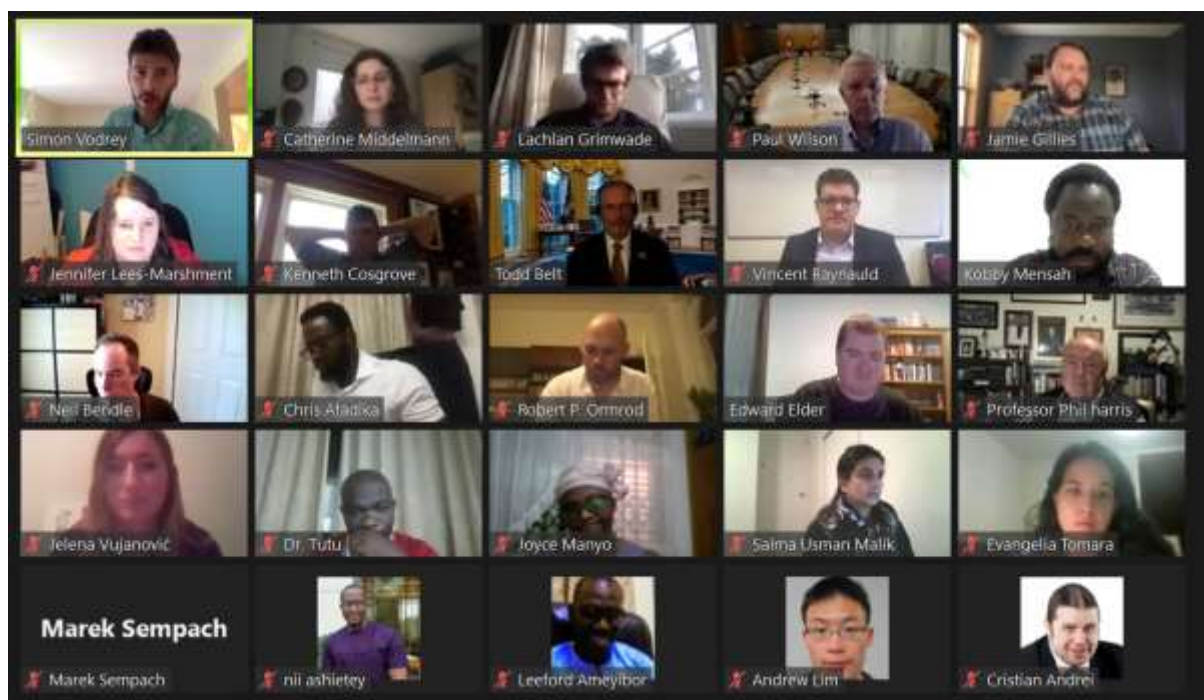 Simon Vodrey
Catherine Middelmann
Lachlan Grimwade
Paul Wilson
Jamie Gillies
Jennifer Lees-Marshment
Kenneth Cosgrove
Todd Belt
Vincent Raynauld
Kobby Mensah
Neil Bendle
Chris Atadika
Robert P. Ormrod
Edward Elder
Professor Phil harris
Jelena Vujanović
Dr. Tutu
Joyce Manyo
Saima Usman Malik
Evangelia Tomara
Marek Sempach
Marek Sempach
nii ashietey
Leeford Ameyibor
Andrew Lim
Cristian Andrei